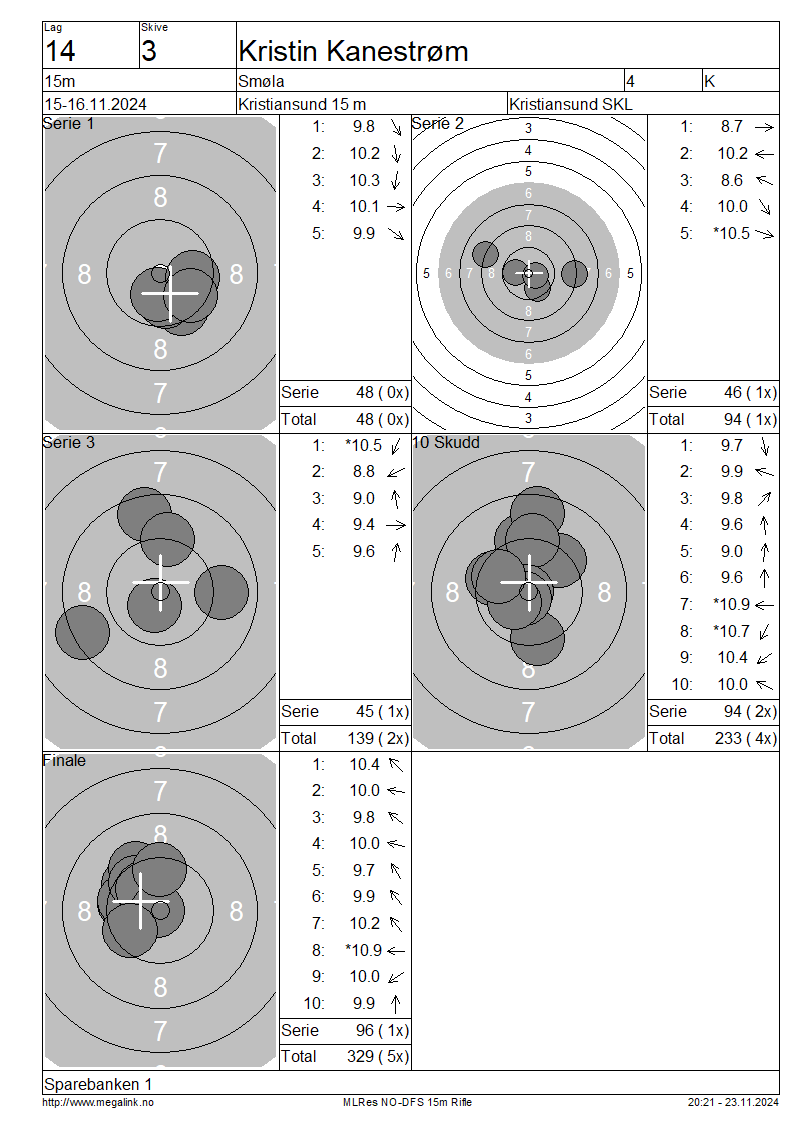 Lag
Skive
14
3
Kristin Kanestrøm
15m
Smøla
4
K
15-16.11.2024
Kristiansund 15 m
Kristiansund SKL
Serie 1
7
8
8
8
8
7
1: 9.8
2: 10.2
3: 10.3
4: 10.1
5: 9.9
Serie 48 ( 0x)
Total 48 ( 0x)
Serie 2
3
4
5
6
7
8
5 6 7 8 7 6 5
8
7
6
5
4
3
1: 8.7
2: 10.2
3: 8.6
4: 10.0
5: *10.5
Serie 46 ( 1x)
Total 94 ( 1x)
Serie 3
7
8
8
7
1: *10.5
2: 8.8
3: 9.0
4: 9.4
5: 9.6
Serie 45 ( 1x)
Total 139 ( 2x)
10 Skudd
7
8
8
8
7
1: 9.7
2: 9.9
3: 9.8
4: 9.6
5: 9.0
6: 9.6
7: *10.9
8: *10.7
9: 10.4
10: 10.0
Serie 94 ( 2x)
Total 233 ( 4x)
Finale
7
8
8
8
8
7
1: 10.4
2: 10.0
3: 9.8
4: 10.0
5: 9.7
6: 9.9
7: 10.2
8: *10.9
9: 10.0
10: 9.9
Serie 96 ( 1x)
Total 329 ( 5x)
Sparebanken 1
http://www.megalink.no
MLRes NO-DFS 15m Rifle
20:21 - 23.11.2024